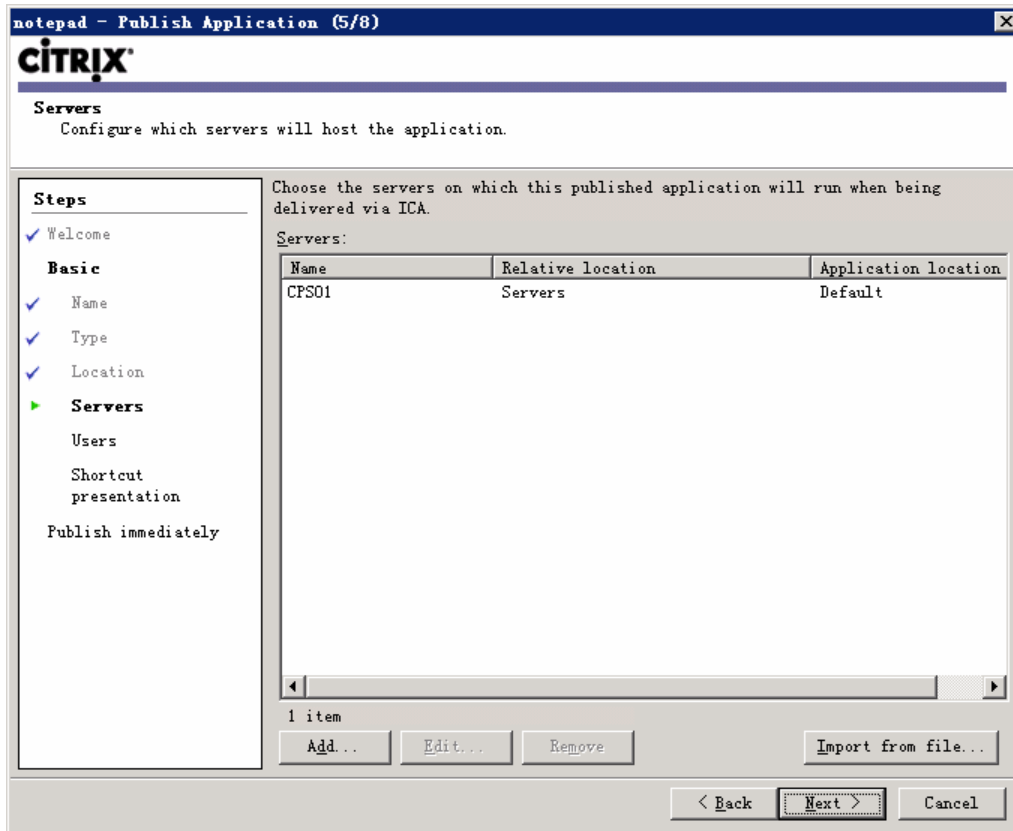 notepad - Publish Application (5/8)
CITRIX
Servers
Configure which servers will host the application.
Steps
Welcome
Basic
Name
Type
Location
Servers
Users
Shortcut
presentation
Publish immediately
Choose the servers on which this published application will run when being
delivered via ICA.
Servers:
Name Relative location Application location
CPS01 Servers Default
1 item
Add... Edit... Remove Import from file...
< Back Next > Cancel